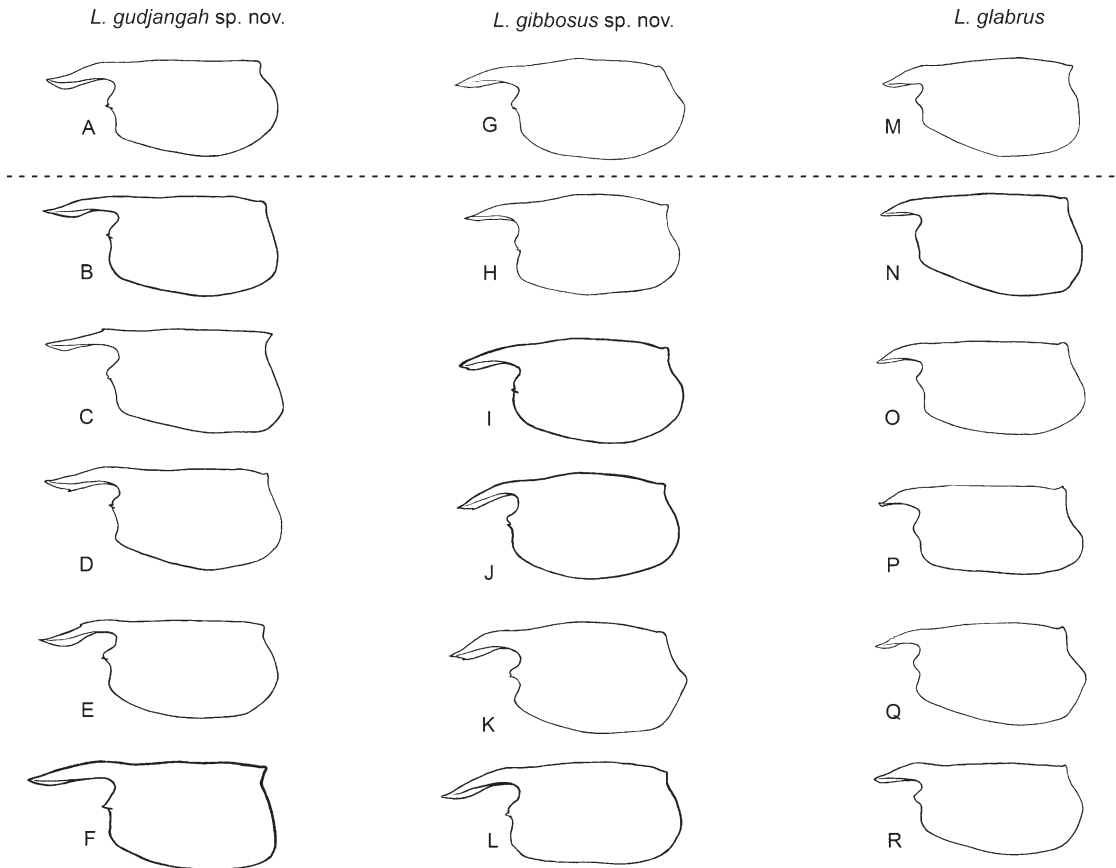 L. gudjangah sp. nov. L. gibbosus sp. nov. L. glabrus
A G M
B H N
C I O
D J P
E K Q
F L R